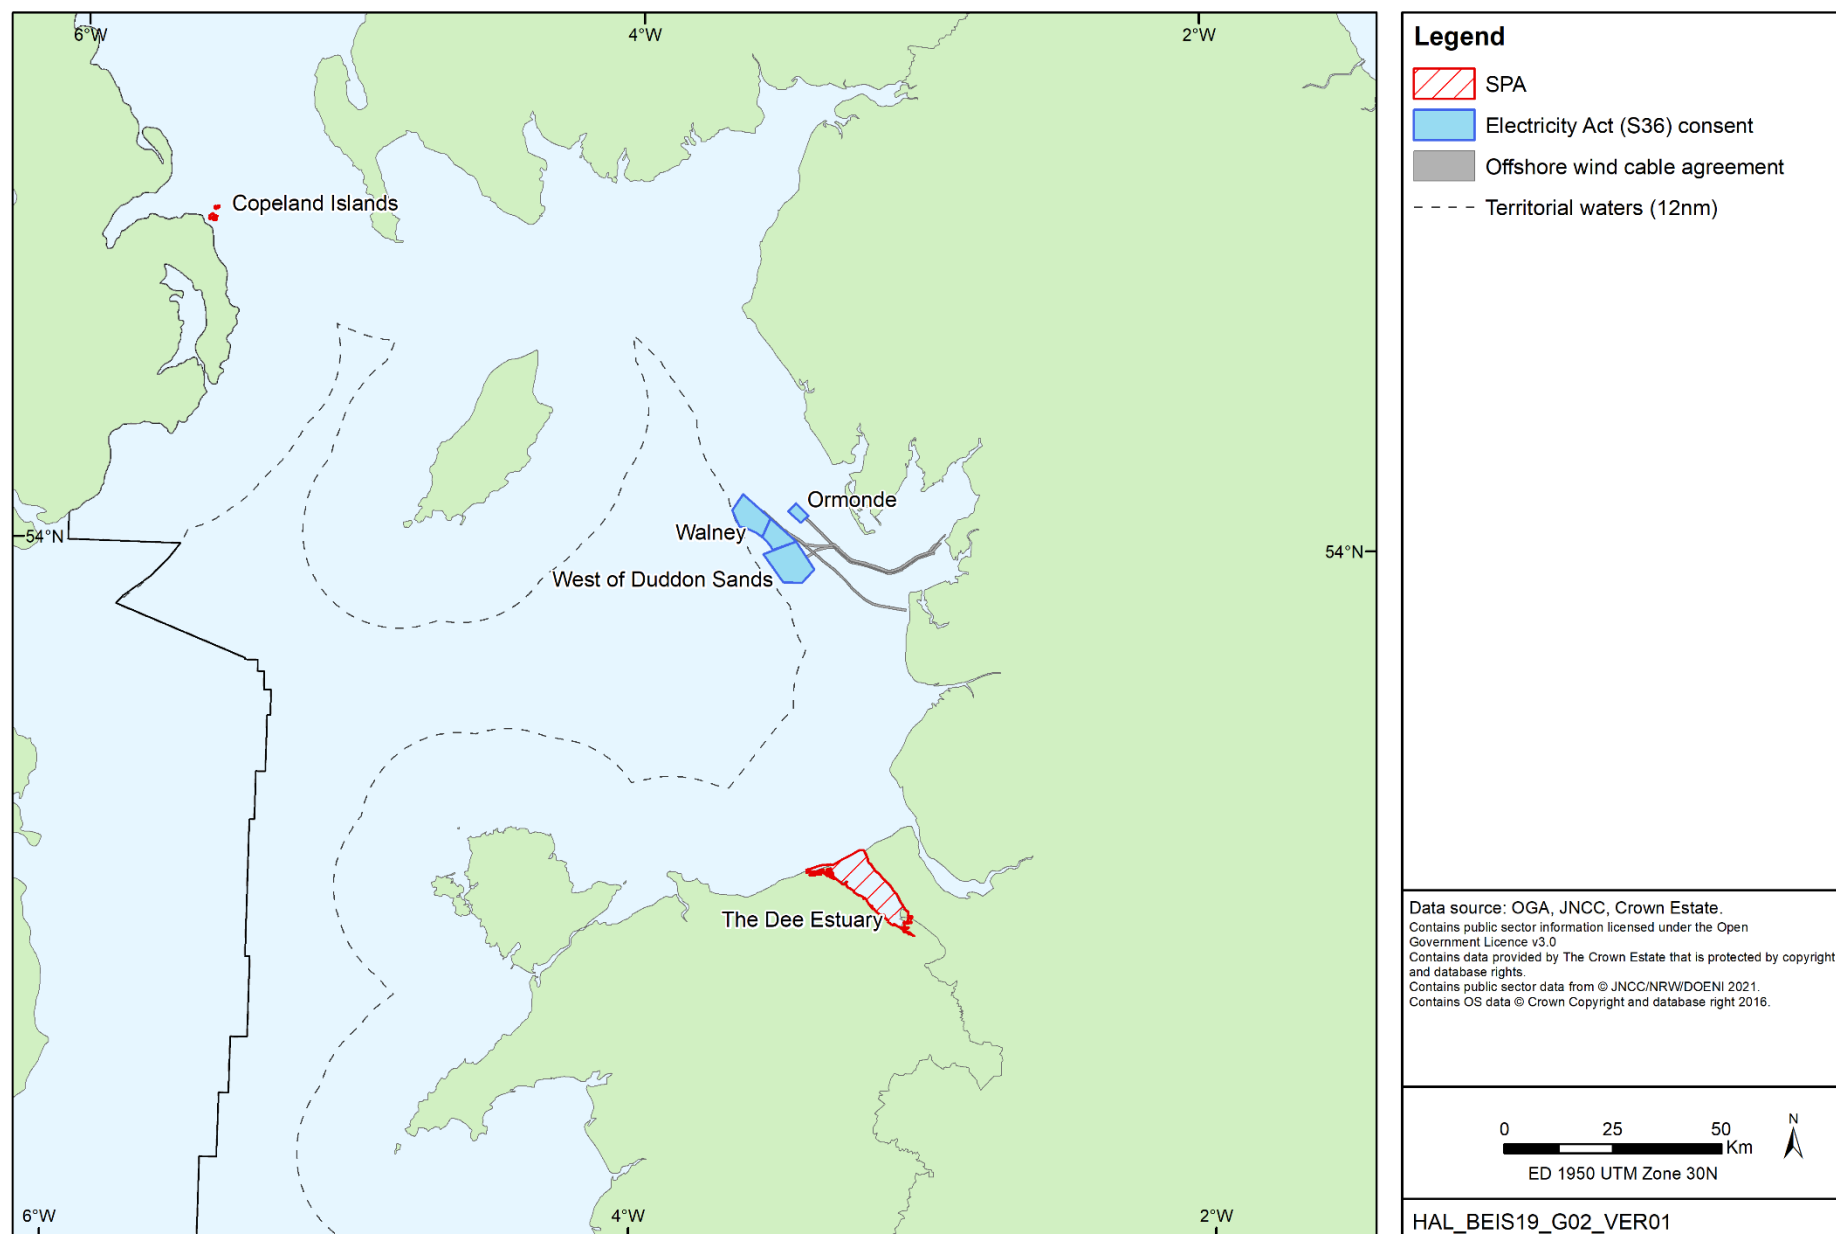 6°W
4°W
2°W
Copeland Islands
Ormonde
Walney
54°N
54°N
West of Duddon Sands
The Dee Estuary
6°W
4°W
2°W
Legend
SPA
Electricity Act (S36) consent
Offshore wind cable agreement
Territorial waters (12nm)
Data source: OGA, JNCC, Crown Estate.
Contains public sector information licensed under the Open
Government Licence v3.0
Contains data provided by The Crown Estate that is protected by copyright
and database rights.
Contains public sector data from © JNCC/NRW/DOENI 2021.
Contains OS data © Crown Copyright and database right 2016.
0 25 50
Km
N
ED 1950 UTM Zone 30N
HAL_BEIS19_G02_VER01